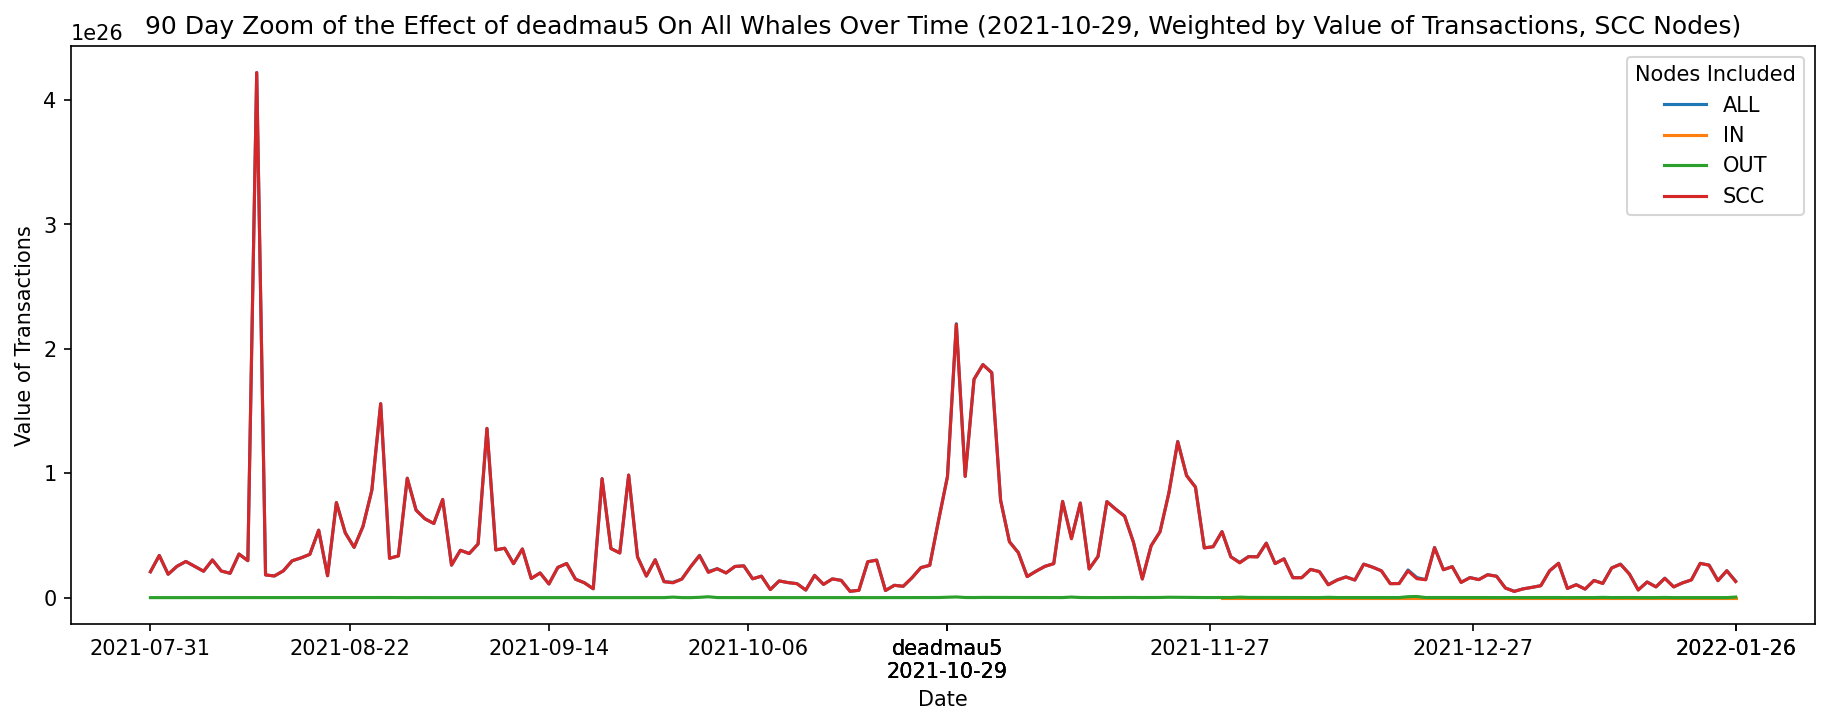 90 Day Zoom of the Effect of deadmau5 On All Whales Over Time (2021-10-29, Weighted by Value of Transactions, SCC Nodes)
1e26
Nodes Included
ALL
IN
OUT
SCC
4
3
2
1
0
Value of Transactions
2021-07-31 2021-08-22 2021-09-14 2021-10-06 deadmau5 2021-11-27 2021-12-27 2022-01-26
2021-10-29
Date